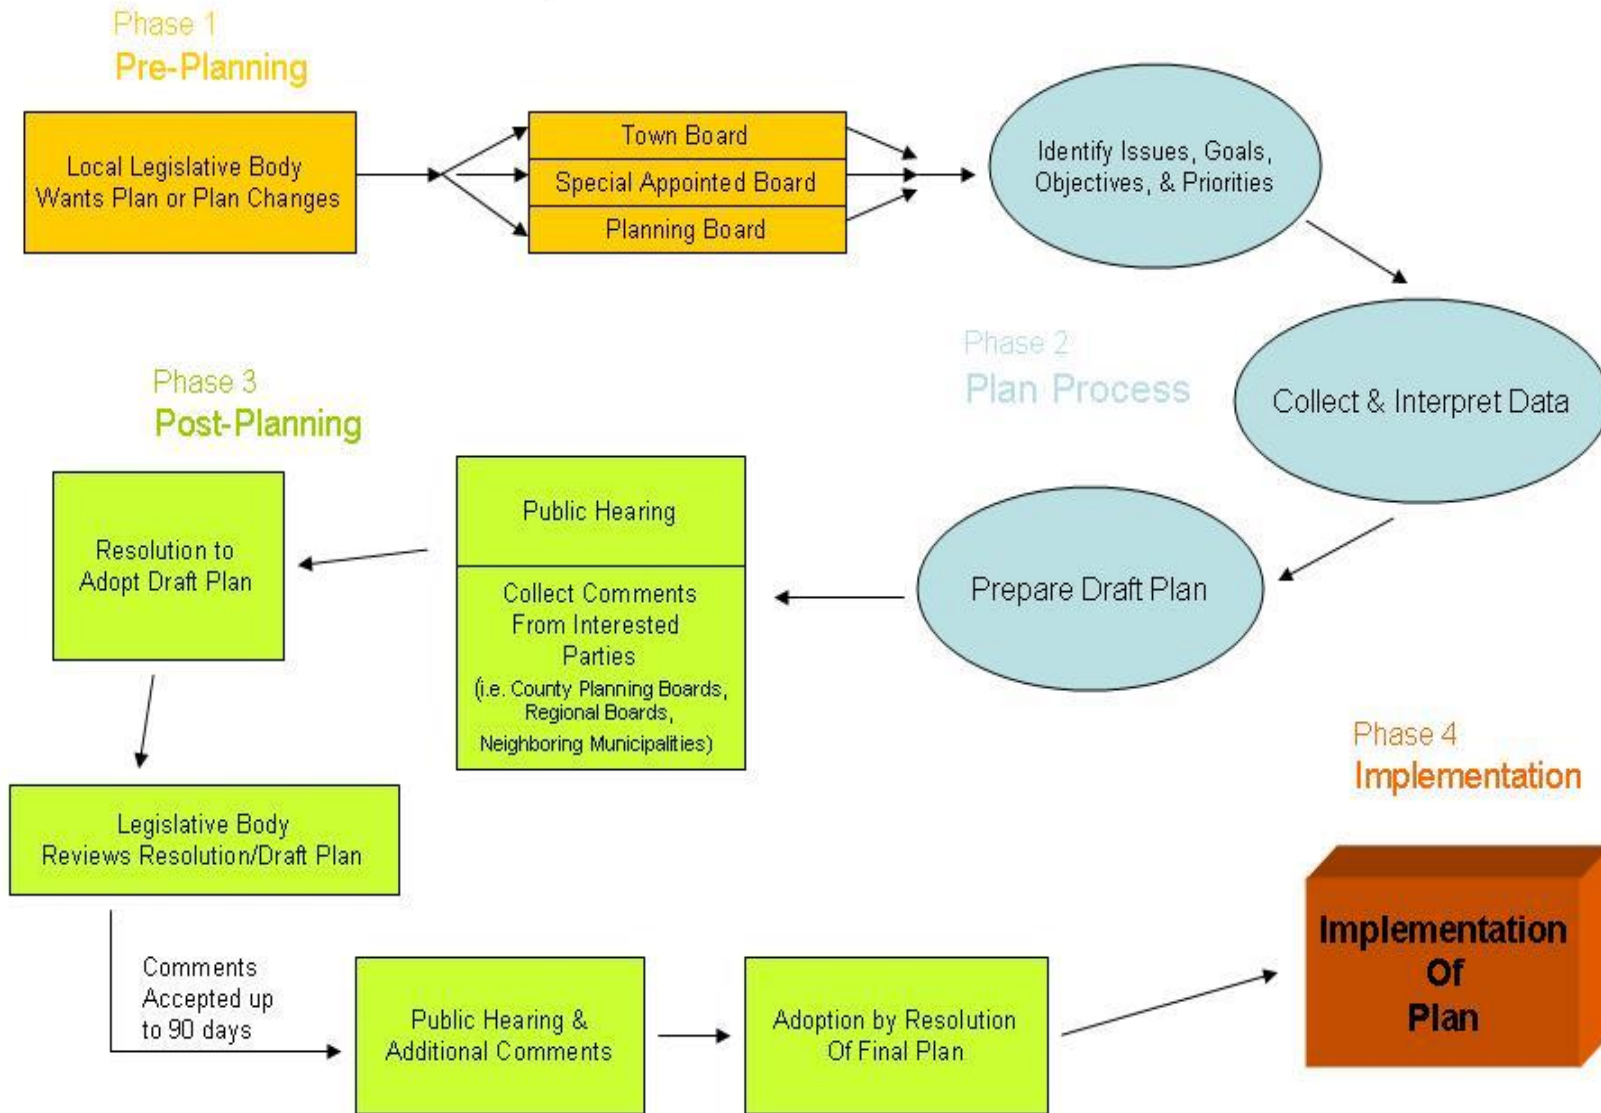 Phase 1
Pre-Planning
Local Legislative Body
Wants Plan or Plan Changes
Town Board
Special Appointed Board
Planning Board
Identify Issues, Goals,
Objectives, & Priorities
Phase 2
Plan Process
Collect & Interpret Data
Prepare Draft Plan
Phase 3
Post-Planning
Public Hearing
Collect Comments
From Interested
Parties
(i.e. County Planning Boards,
Regional Boards,
Neighboring Municipalities)
Resolution to
Adopt Draft Plan
Legislative Body
Reviews Resolution/Draft Plan
Comments
Accepted up
to 90 days
Public Hearing &
Additional Comments
Adoption by Resolution
Of Final Plan
Phase 4
Implementation
Implementation
Of
Plan